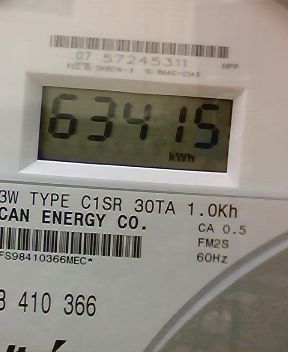 07 57245311
HPP
63415
kWh
3W TYPE C1SR 30TA 1.0Kh
CAN ENERGY CO.
CA 0.5
FM2S
60Hz
FS98410366MEC*
410 366